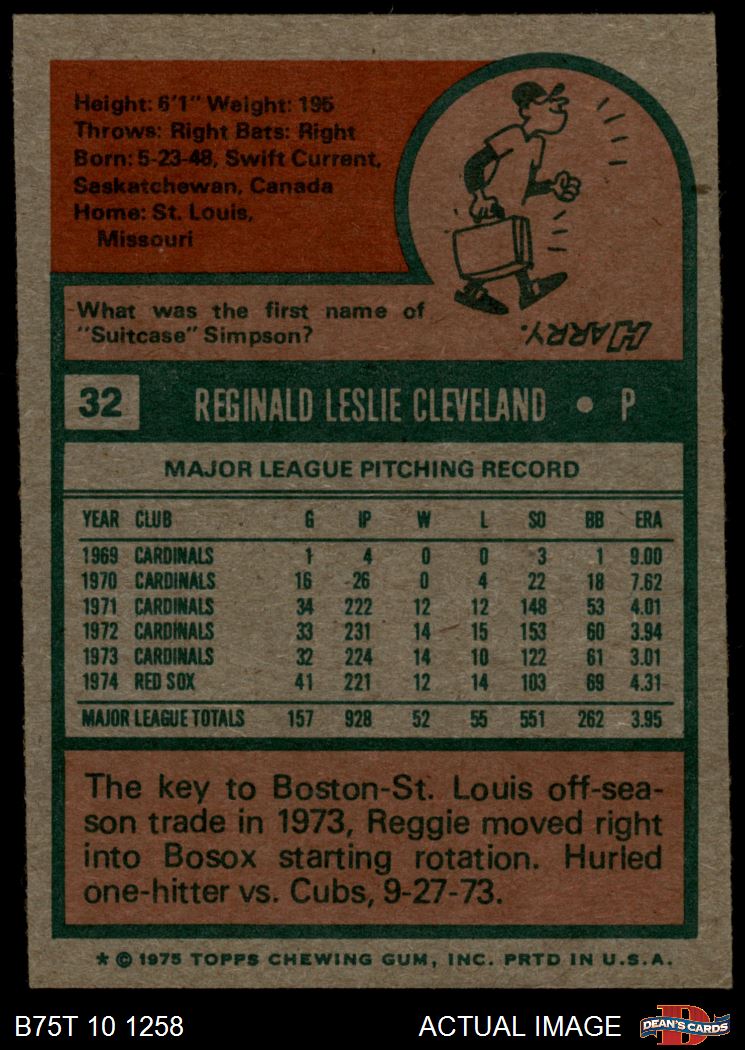 Height: 6'1" Weight: 195
Throws: Right Bats: Right
Born: 5-23-48, Swift Current,
Saskatchewan, Canada
Home: St. Louis,
Missouri
What was the first name of
"Suitcase" Simpson?
HARRY.
32 REGINALD LESLIE CLEVELAND • P
MAJOR LEAGUE PITCHING RECORD
YEAR CLUB G IP W L SO BB ERA
1969 CARDINALS 1 4 0 0 3 1 9.00
1970 CARDINALS 16 26 0 4 22 18 7.62
1971 CARDINALS 34 222 12 12 148 53 4.01
1972 CARDINALS 33 231 14 15 153 60 3.94
1973 CARDINALS 32 224 14 10 122 61 3.01
1974 RED SOX 41 221 12 14 103 69 4.31
MAJOR LEAGUE TOTALS 157 928 52 55 551 262 3.95
The key to Boston-St. Louis off-sea-
son trade in 1973, Reggie moved right
into Bosox starting rotation. Hurled
one-hitter vs. Cubs, 9-27-73.
* © 1975 TOPPS CHEWING GUM, INC. PRTD IN U.S.A.
B75T 10 1258 ACTUAL IMAGE D DEAN'S CARDS